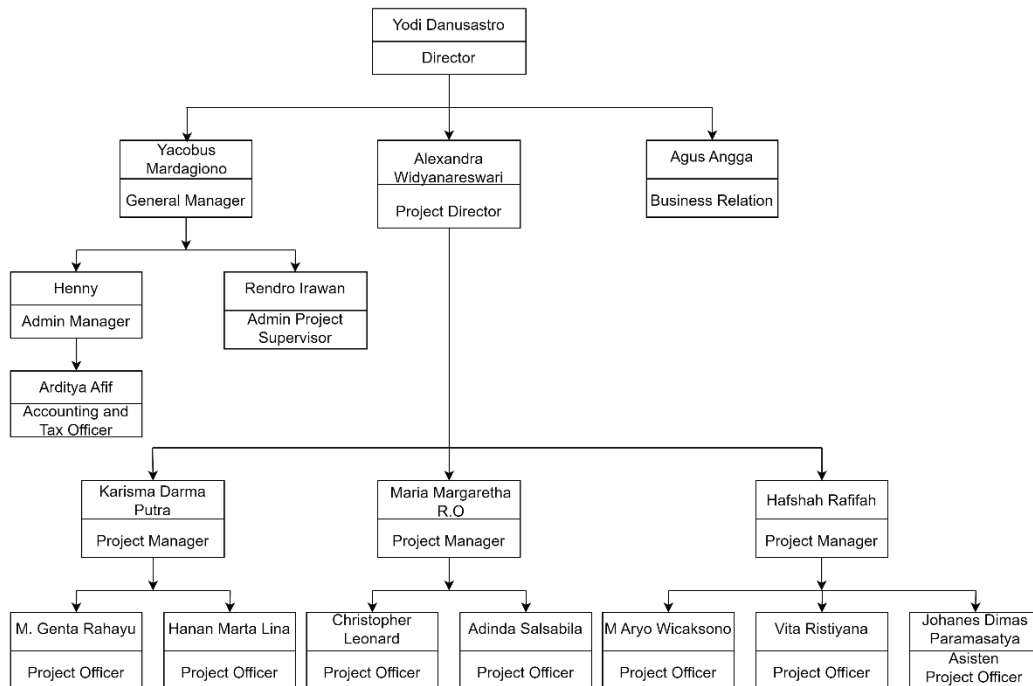 Yodi Danusastro
Director
Yacobus
Mardagiono
General Manager
Alexandra
Widyanareswari
Project Director
Agus Angga
Business Relation
Henny
Admin Manager
Rendro Irawan
Admin Project
Supervisor
Arditya Afif
Accounting and
Tax Officer
Karisma Darma
Putra
Project Manager
Maria Margaretha
R.O
Project Manager
Hafshah Rafifah
Project Manager
M. Genta Rahayu
Project Officer
Hanan Marta Lina
Project Officer
Christopher
Leonard
Project Officer
Adinda Salsabila
Project Officer
M Aryo Wicaksono
Project Officer
Vita Ristiyana
Project Officer
Johanes Dimas
Paramasatya
Asisten
Project Officer